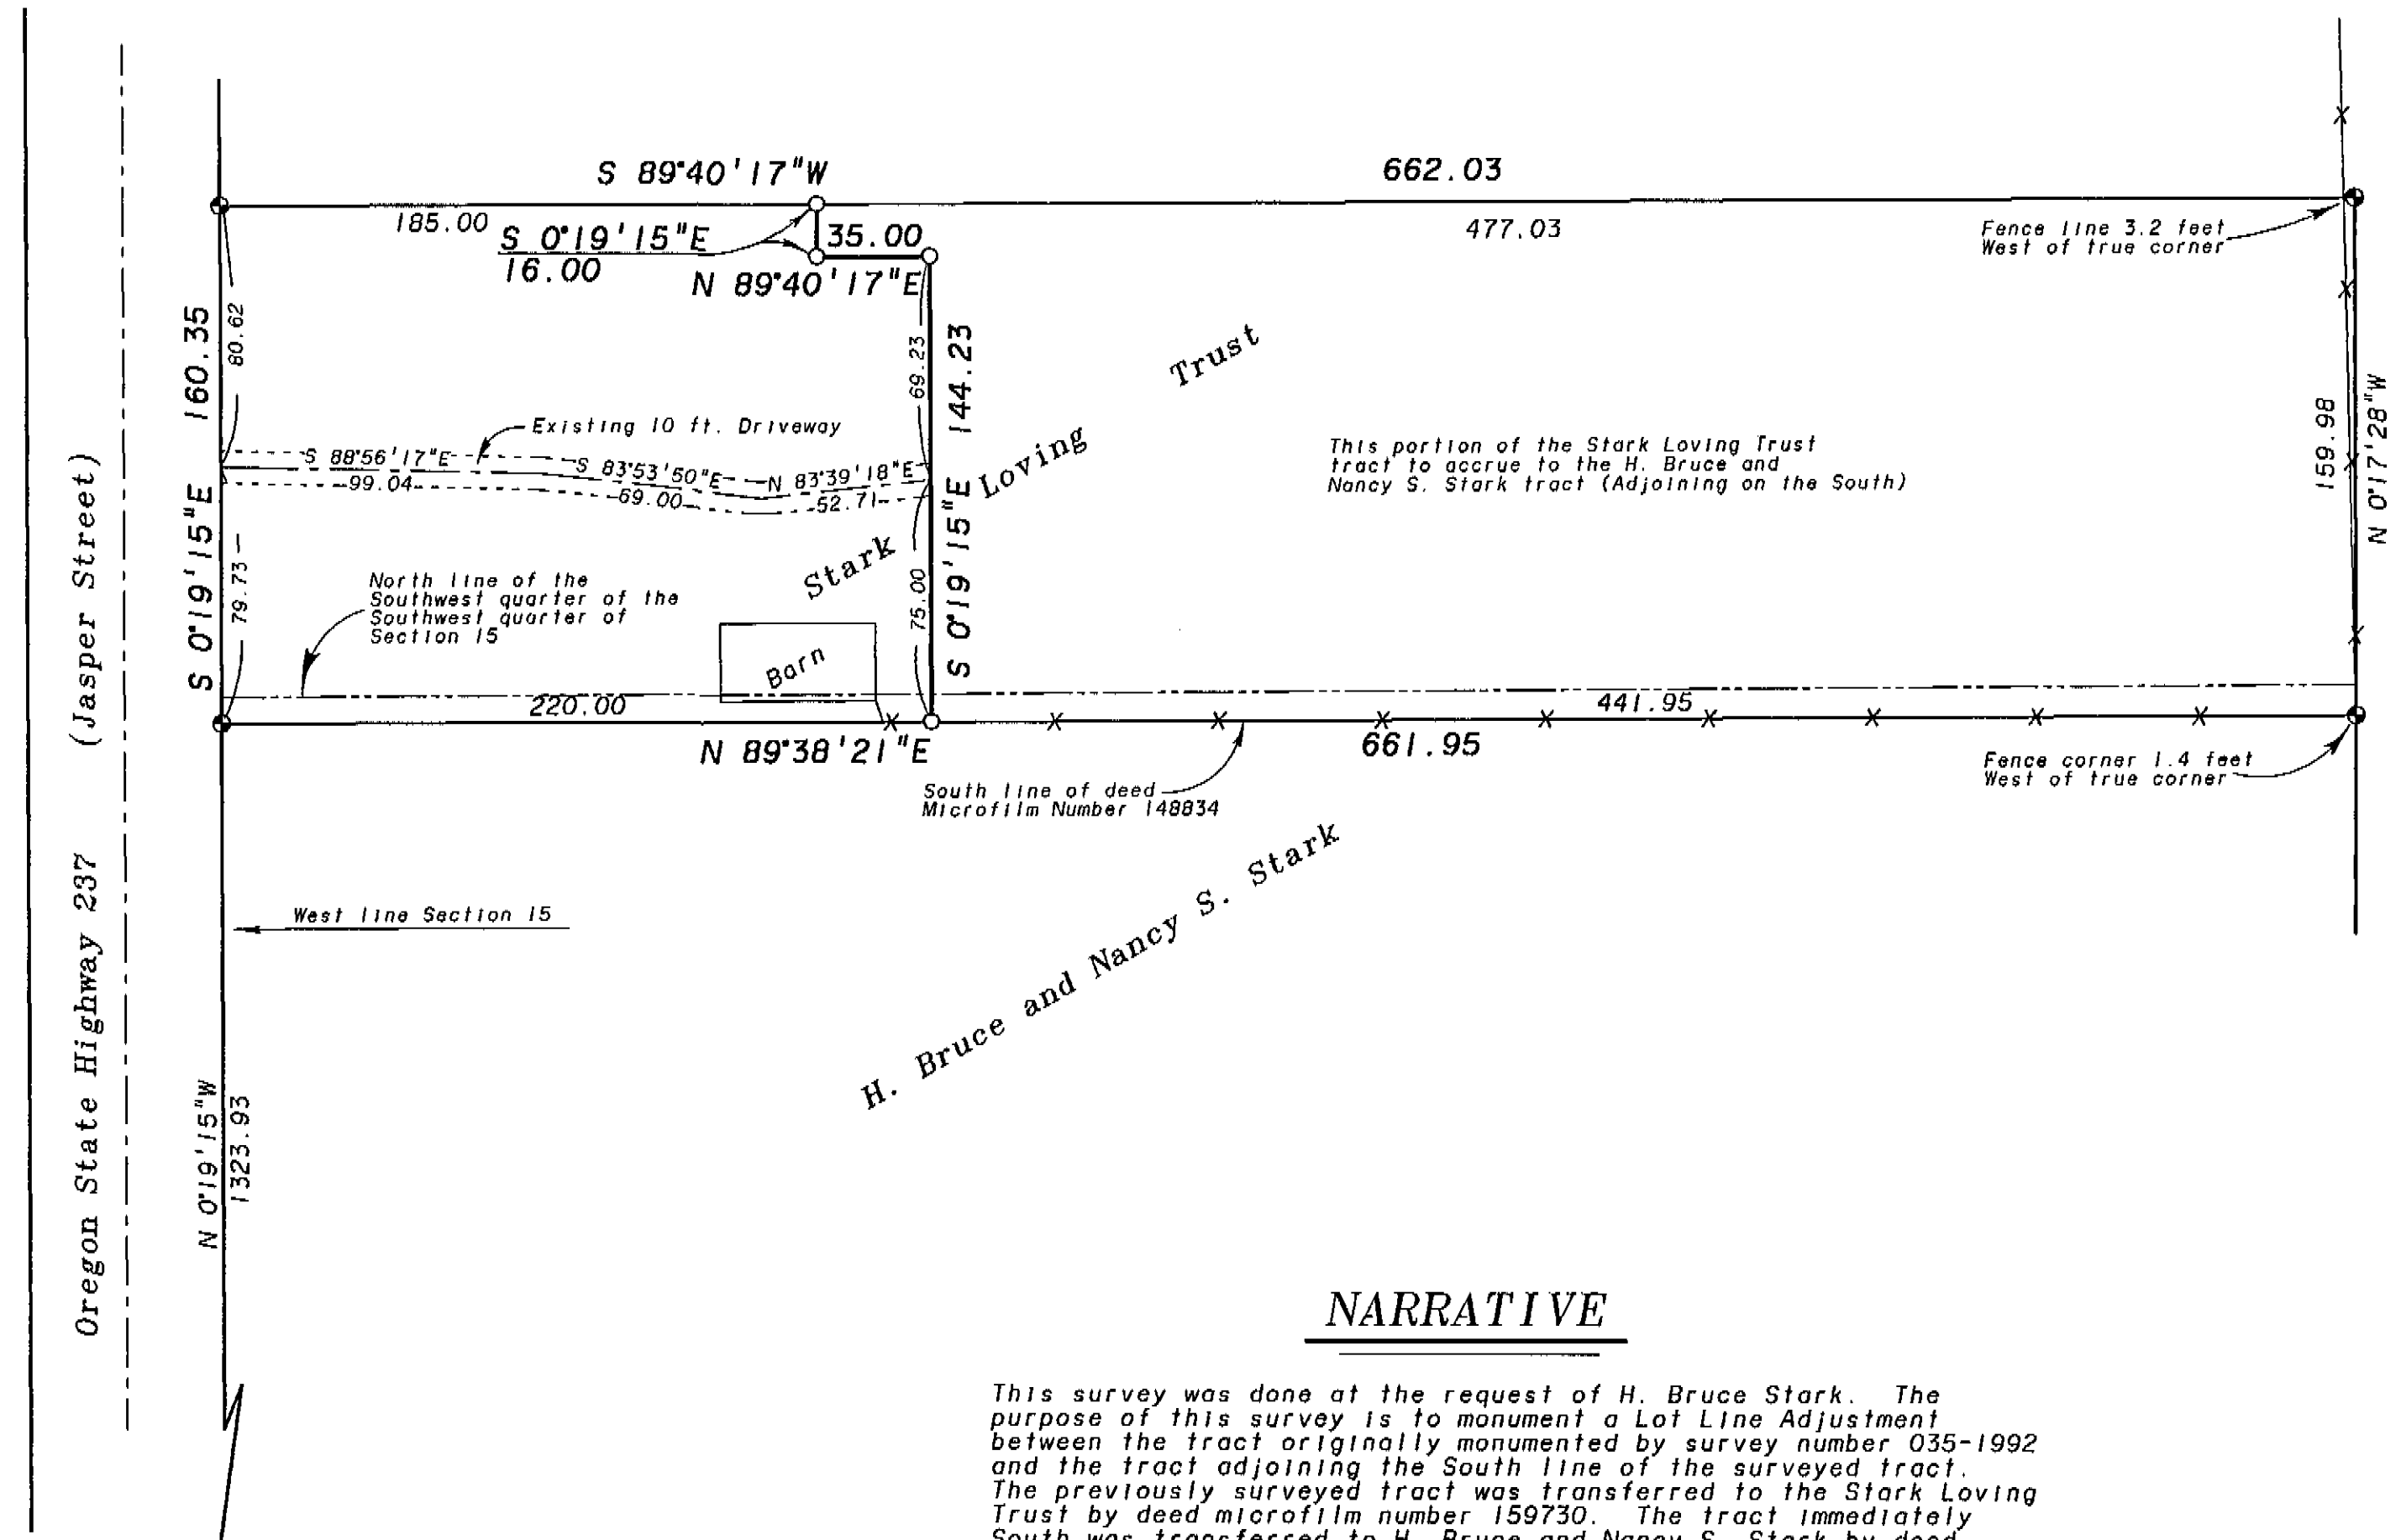 S 89°40'17"W
662.03
185.00
477.03
S 0°19'15"E
16.00
35.00
N 89°40'17"E
Fence line 3.2 feet
West of true corner
S 0°19'15"E 160.35
80.62
79.73
69.23
75.00
S 0°19'15"E 144.23
Existing 10 ft. Driveway
S 88°56'17"E
S 83°53'50"E
N 83°39'18"E
99.04
69.00
52.71
Stark Loving Trust
This portion of the Stark Loving Trust
tract to accrue to the H. Bruce and
Nancy S. Stark tract (Adjoining on the South)
159.98
N 0°17'28"W
North line of the
Southwest quarter of the
Southwest quarter of
Section 15
Barn
220.00
441.95
N 89°38'21"E
661.95
South line of deed
Microfilm Number 148834
Fence corner 1.4 feet
West of true corner
Oregon State Highway 237 (Jasper Street)
West line Section 15
H. Bruce and Nancy S. Stark
N 0°19'15"W
1323.93
NARRATIVE
This survey was done at the request of H. Bruce Stark. The
purpose of this survey is to monument a Lot Line Adjustment
between the tract originally monumented by survey number 035-1992
and the tract adjoining the South line of the surveyed tract.
The previously surveyed tract was transferred to the Stark Loving
Trust by deed microfilm number 159730. The tract immediately
South was transferred to H. Bruce and Nancy S. Stark by deed